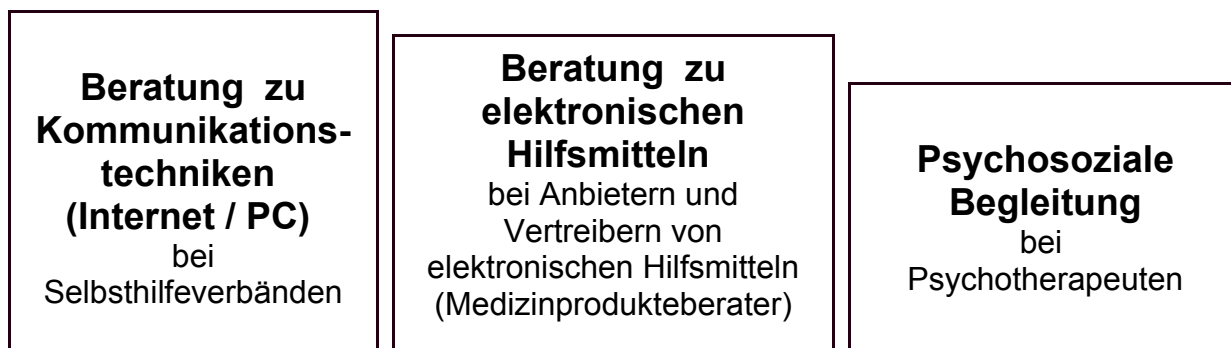 Beratung zu
Kommunikations-
techniken
(Internet / PC)
bei
Selbsthilfeverbänden
Beratung zu
elektronischen
Hilfsmitteln
bei Anbietern und
Vertreibern von
elektronischen Hilfsmitteln
(Medizinprodukteberater)
Psychosoziale
Begleitung
bei
Psychotherapeuten